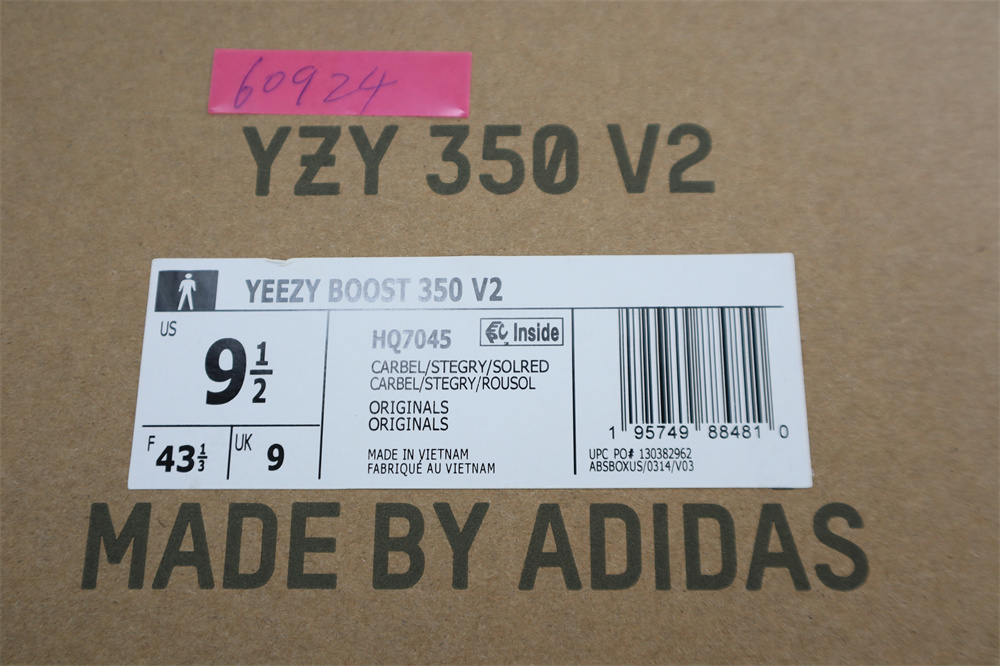 60924
YZY 350 V2
YEEZY BOOST 350 V2
US
9 1/2
F
43 1/3
UK
9
HQ7045
Inside
CARBEL/STEGRY/SOLRED
CARBEL/STEGRY/ROUSOL
ORIGINALS
ORIGINALS
MADE IN VIETNAM
FABRIQUÉ AU VIETNAM
1 95749 88481 0
UPC PO# 130382962
ABSBOXUS/0314/V03
MADE BY ADIDAS